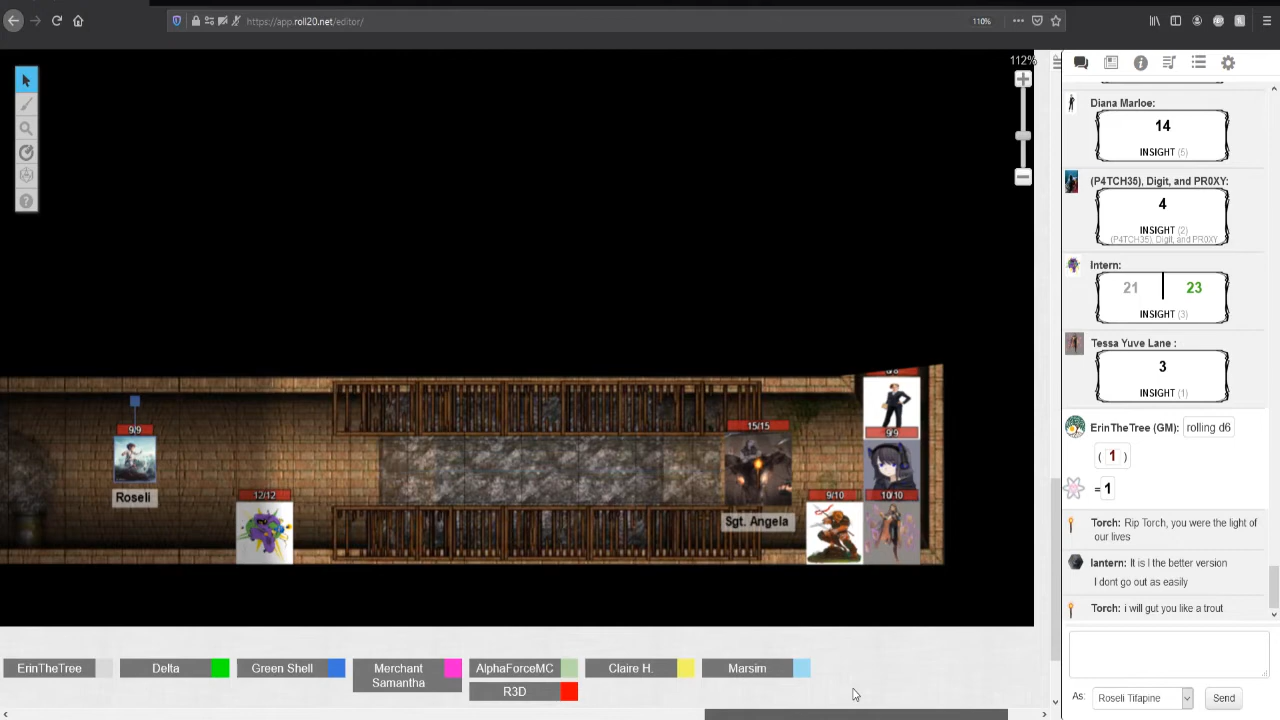 https://app.roll20.net/editor/
110%
112%
Diana Marloe:
14
INSIGHT (5)
(P4TCH35), Digit, and PR0XY:
4
INSIGHT (2)
(P4TCH35), Digit, and PR0XY
Intern:
21 23
INSIGHT (3)
Tessa Yuve Lane :
3
INSIGHT (1)
ErinTheTree (GM): rolling d6
( 1 )
= 1
Torch: Rip Torch, you were the light of
our lives
lantern: It is I the better version
I dont go out as easily
Torch: i will gut you like a trout
As: Roseli Tifapine Send
9/9
Roseli
12/12
15/15
Sgt. Angela
9/9
9/10
10/10
ErinTheTree
Delta
Green Shell
Merchant
Samantha
AlphaForceMC
R3D
Claire H.
Marsim